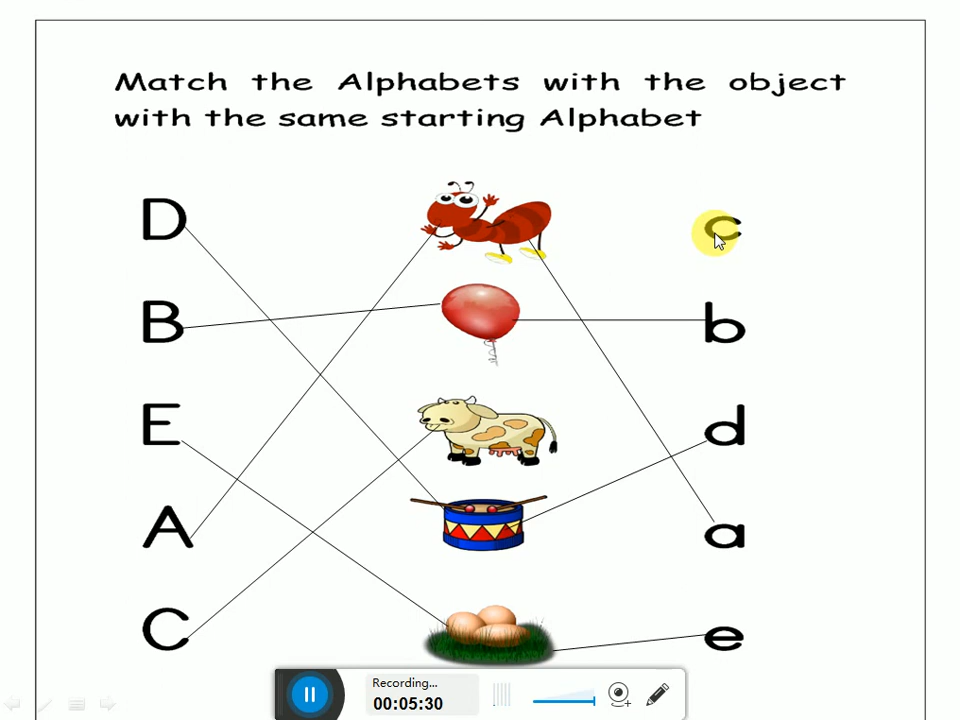 Match the Alphabets with the object
with the same starting Alphabet
D c
B b
E d
A a
C e
Recording...
00:05:30